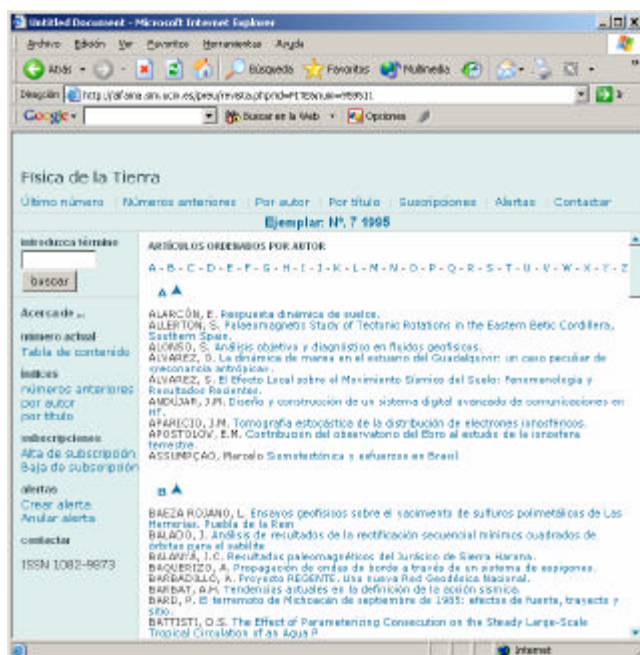 Untitled Document - Microsoft Internet Explorer
Archivo Edición Ver Favoritos Herramientas Ayuda
Atrás Búsqueda Favoritos Multimedia
Dirección
Google Buscar en la Web Opciones
Física de la Tierra
Último número Números anteriores Por autor Por título Suscripciones Alertas Contactar
Ejemplar: Nº. 7 1995
introduzca término
buscar
Acerca de ...
número actual
Tabla de contenido
índices
números anteriores
por autor
por título
subscripciones
Alta de subscripción
Baja de subscripción
alertas
Crear alerta
Anular alerta
contactar
ISSN 1082-9873
ARTÍCULOS ORDENADOS POR AUTOR
A - B - C - D - E - F - G - H - I - J - K - L - M - N - O - P - Q - R - S - T - U - V - W - X - Y - Z
A
ALARCÓN, E. Respuesta dinámica de suelos.
ALLERTON, S. Palaeomagnetic Study of Tectonic Rotations in the Eastern Betic Cordillera,
Southern Spain.
ALONSO, S. Análisis objetivo y diagnóstico en fluidos geofísicos.
ÁLVAREZ, O. La dinámica de marea en el estuario del Guadalquivir: un caso peculiar de
«resonancia antrópica».
ÁLVAREZ, S. El Efecto Local sobre el Movimiento Sísmico del Suelo: Fenomenología y
Resultados Recientes.
ANDÚJAR, J.M. Diseño y construcción de un sistema digital avanzado de comunicaciones en
HF.
APARICIO, J.M. Tomografía estocástica de la distribución de electrones ionosféricos.
APOSTOLOV, E.M. Contribucion del observatorio del Ebro al estudio de la ionosfera
terrestre.
ASSUMPÇAO, Marcelo Sismotectónica y esfuerzos en Brasil
B
BAEZA ROJANO, L. Ensayos geofísicos sobre el yacimiento de sulfuros polimetálicos de Las
Herrerías. Puebla de la Rein
BALADO, J. Análisis de resultados de la rectificación secuencial mínimos cuadrados de
órbitas para el satélite
BALANYÁ, J.C. Resultados paleomagnéticos del Jurásico de Sierra Harana.
BAQUERIZO, A. Propagación de ondas de borde a través de un sistema de espigones.
BARBADILLO, A. Proyecto REGENTE. Una nueva Red Geodésica Nacional.
BARBAT, A.H. Tendencias actuales en la definición de la acción sísmica.
BARD, P. El terremoto de Michoacán de septiembre de 1985: efectos de fuente, trayecto y
sitio.
BATTISTI, D.S. The Effect of Parameterizing Consecution on the Steady Large-Scale
Tropical Circulation of an Aqua P
Internet